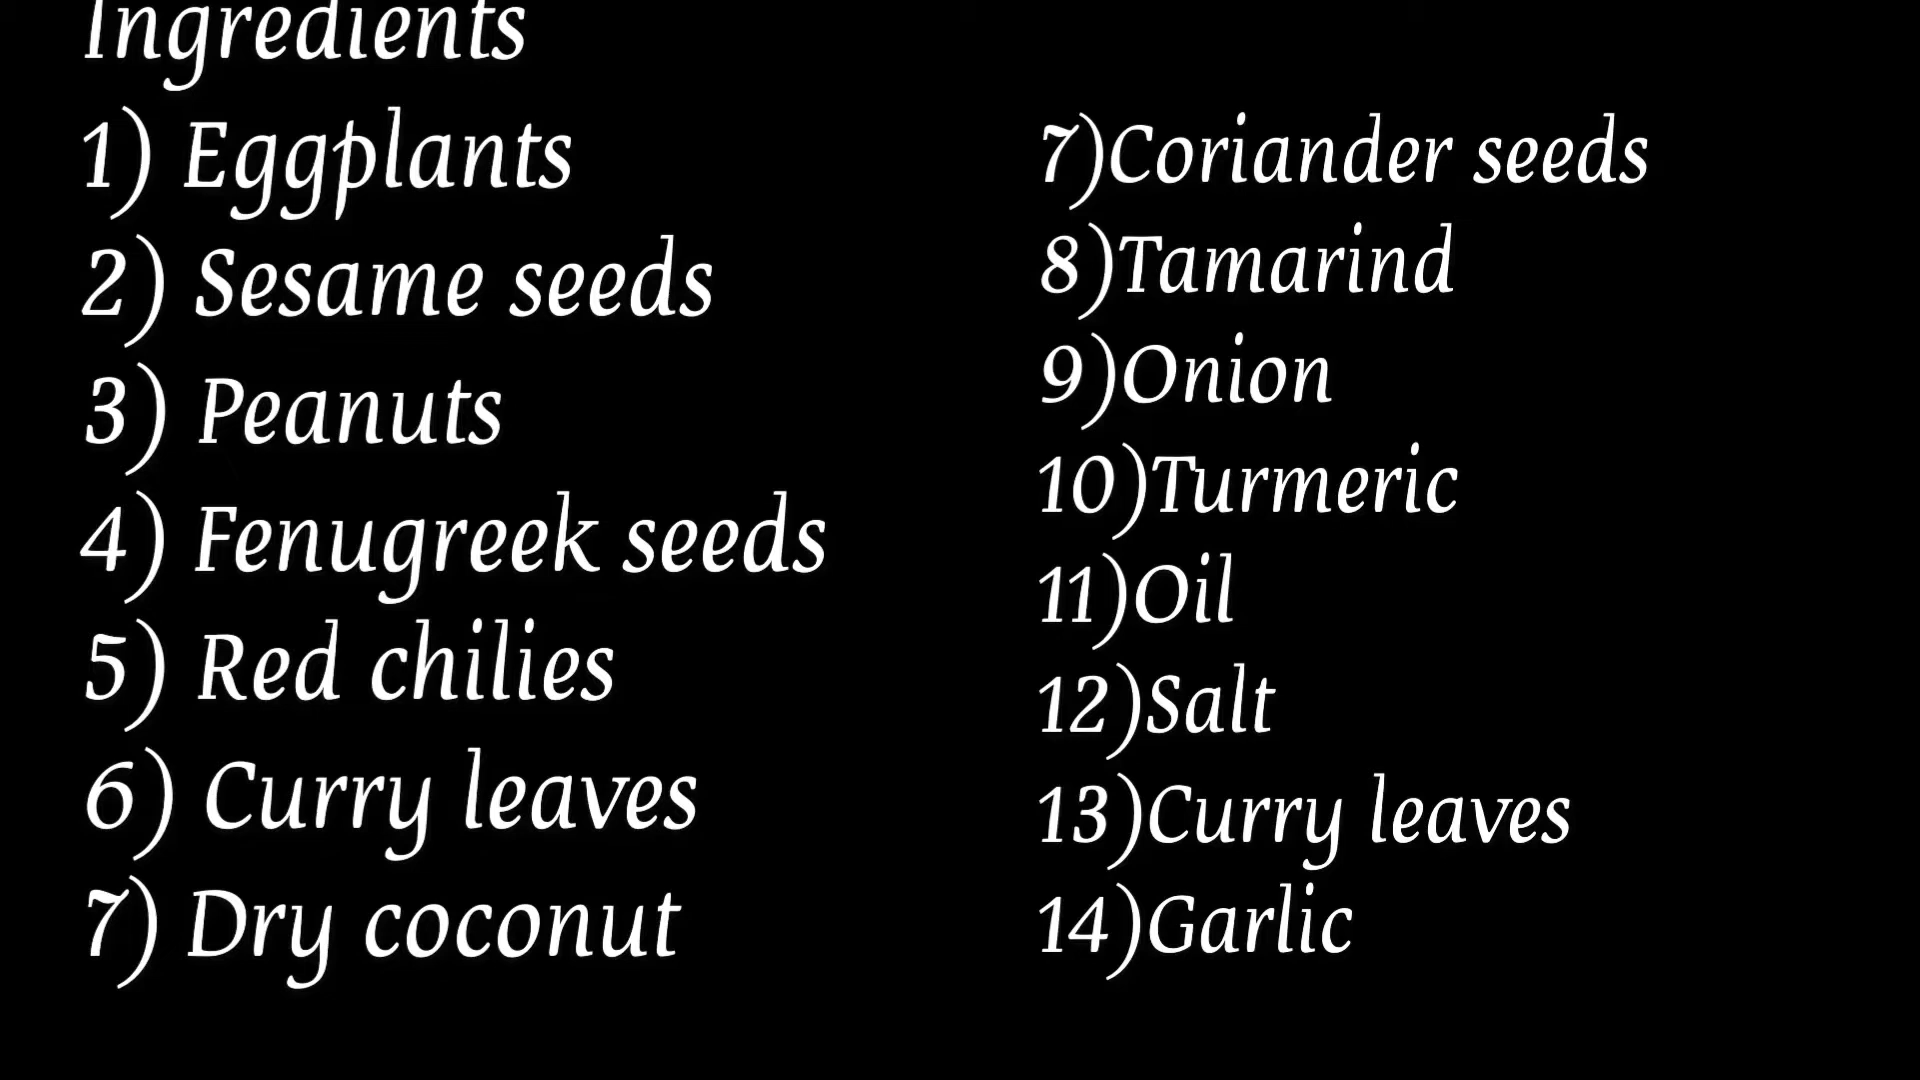 Ingredients
1) Eggplants
2) Sesame seeds
3) Peanuts
4) Fenugreek seeds
5) Red chilies
6) Curry leaves
7) Dry coconut
7)Coriander seeds
8)Tamarind
9)Onion
10)Turmeric
11)Oil
12)Salt
13)Curry leaves
14)Garlic